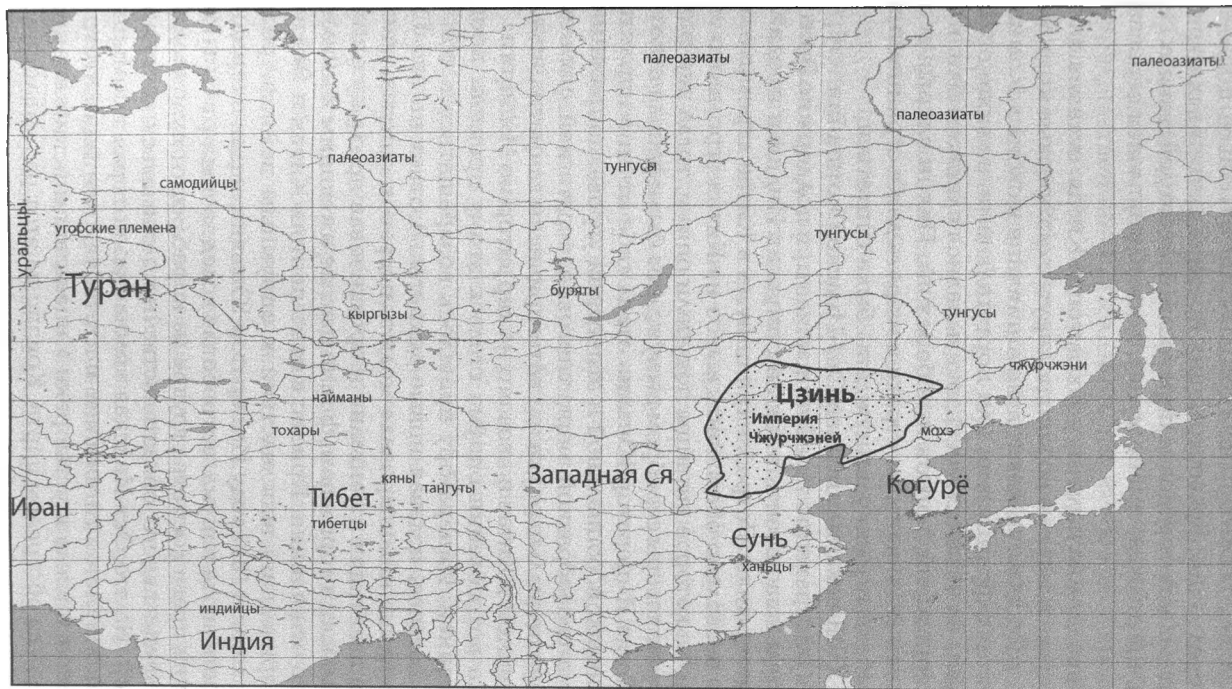 палеоазиаты
палеоазиаты
палеоазиаты
палеоазиаты
тунгусы
самодийцы
уральцы
угорские племена
тунгусы
Туран
буряты
кыргызы
тунгусы
чжурчжэни
Цзинь
Империя
Чжурчжэней
найманы
тохары
мохэ
Западная Ся
кяны
тангуты
Когурё
Тибет
тибетцы
Иран
Сунь
ханьцы
индийцы
Индия